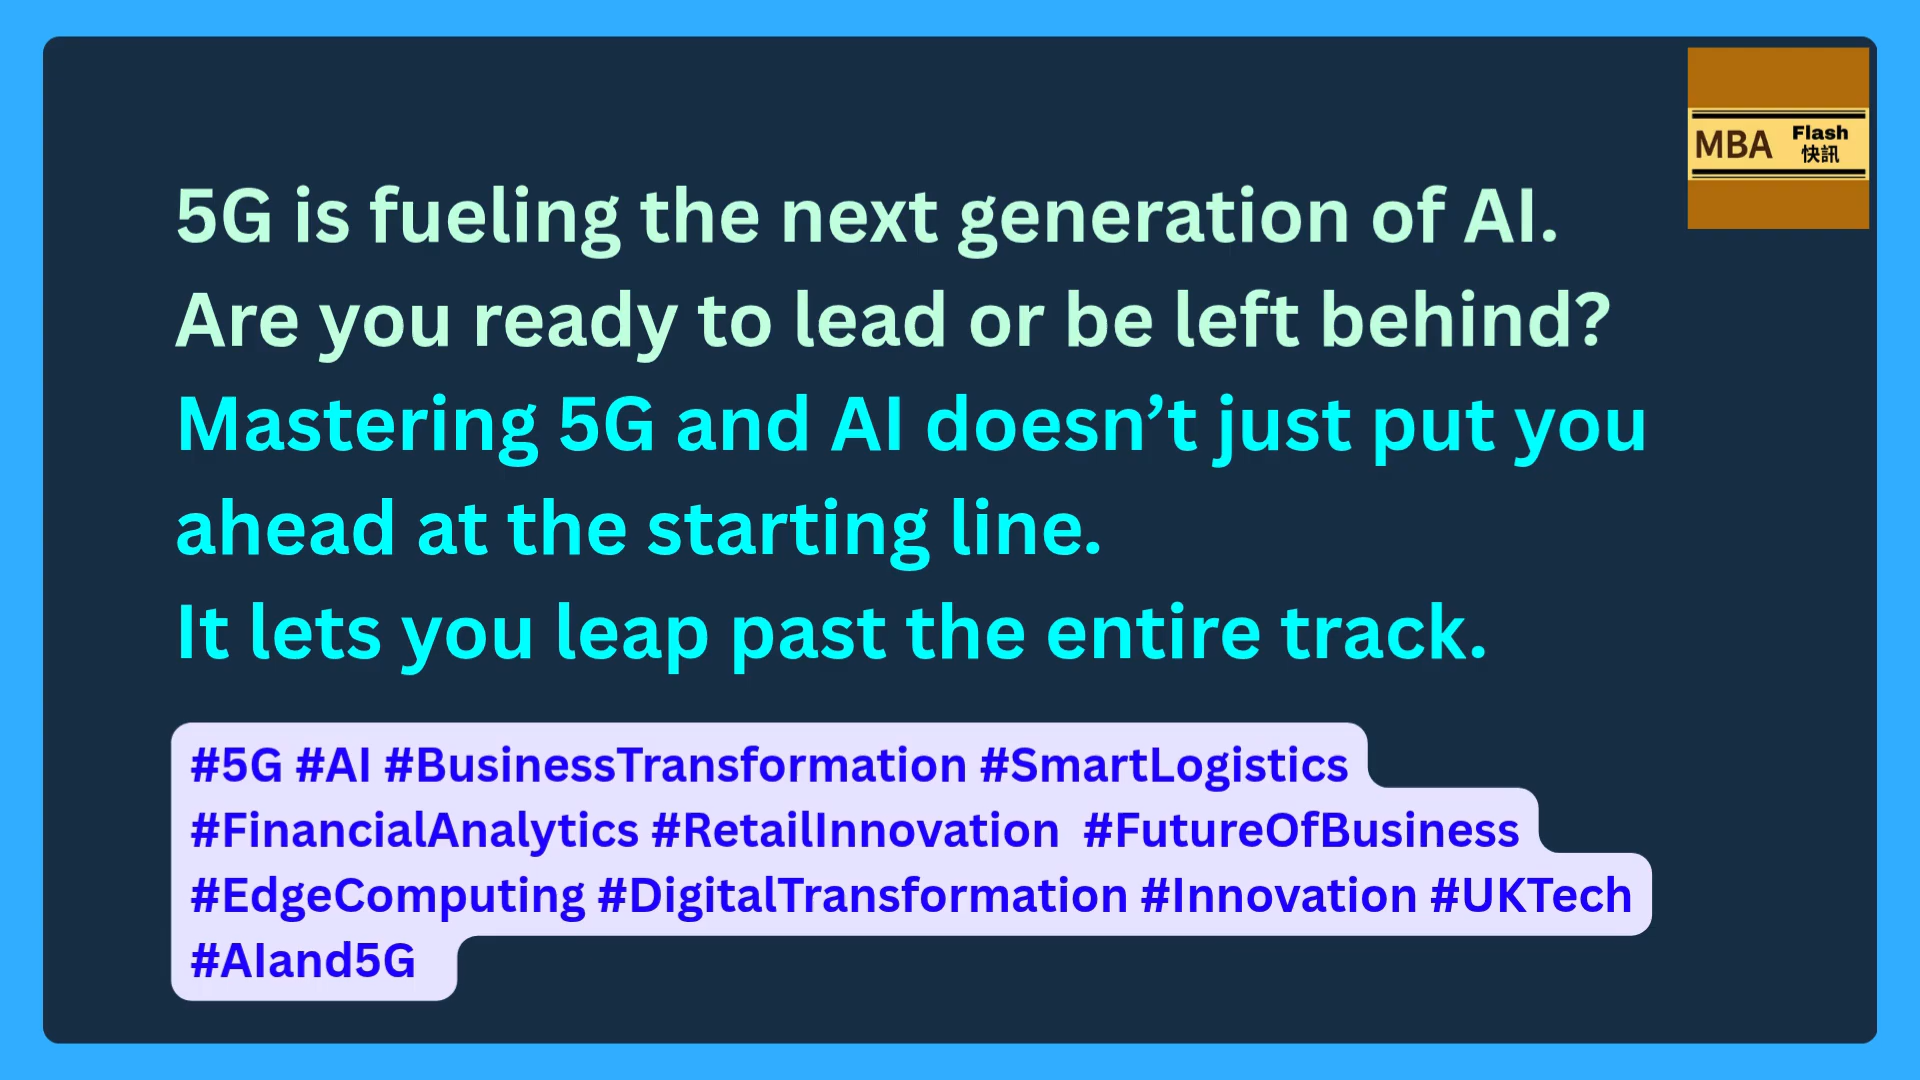 MBA Flash
快訊
5G is fueling the next generation of AI.
Are you ready to lead or be left behind?
Mastering 5G and AI doesn’t just put you
ahead at the starting line.
It lets you leap past the entire track.
#5G #AI #BusinessTransformation #SmartLogistics
#FinancialAnalytics #RetailInnovation  #FutureOfBusiness
#EdgeComputing #DigitalTransformation #Innovation #UKTech
#AIand5G